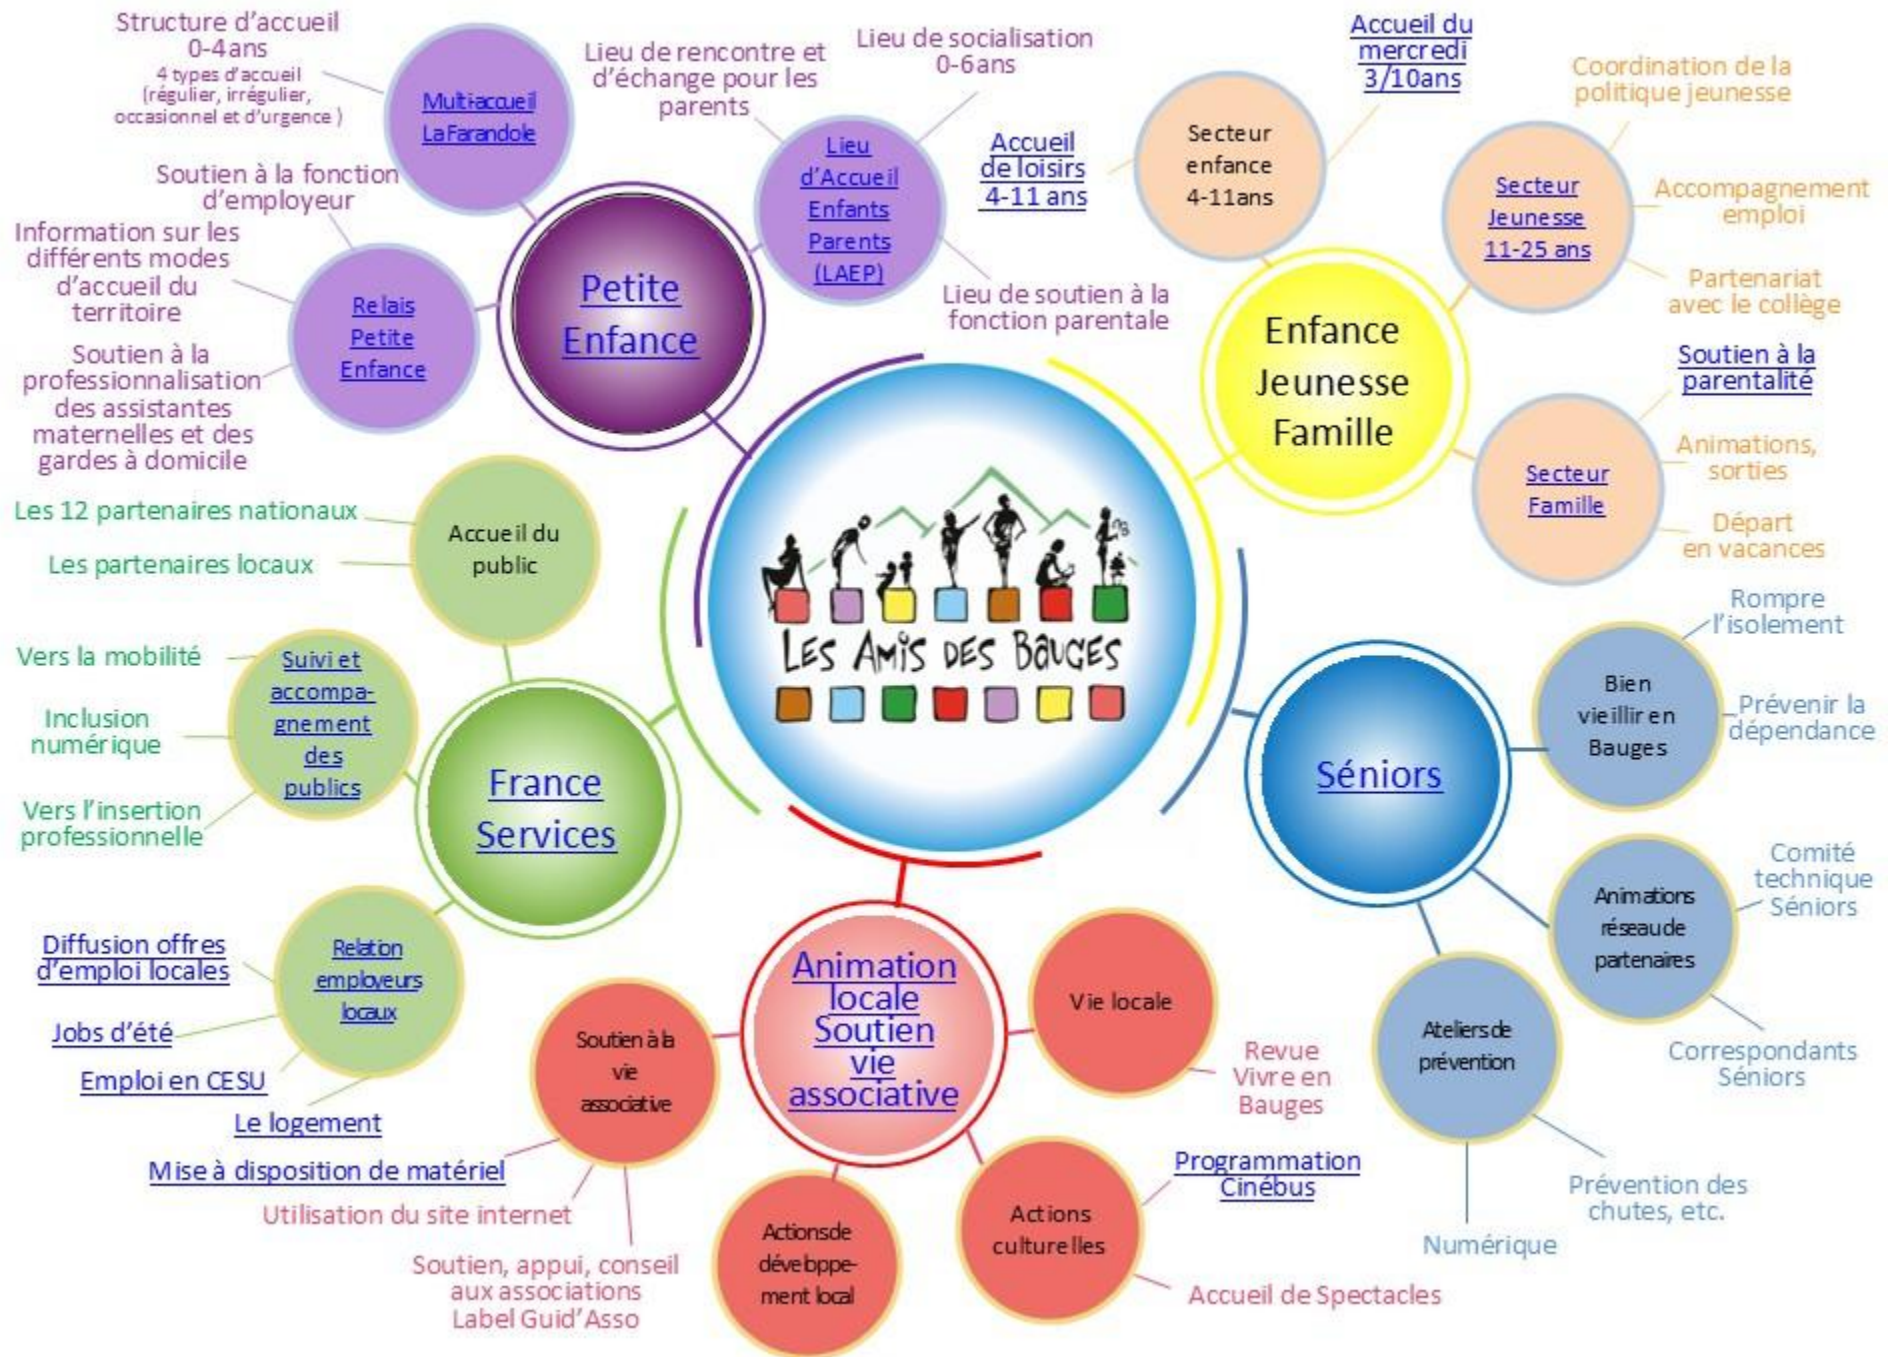 Structure d'accueil
0-4ans
4 types d'accueil
(régulier, irrégulier,
occasionnel et d'urgence )
Multi-accueil
La Farandole
Soutien à la fonction
d'employeur
Information sur les
différents modes
d'accueil du
territoire
Soutien à la
professionnalisation
des assistantes
maternelles et des
gardes à domicile
Relais
Petite
Enfance
Petite
Enfance
Lieu de rencontre et
d'échange pour les
parents
Lieu de socialisation
0-6ans
Lieu
d'Accueil
Enfants
Parents
(LAEP)
Lieu de soutien à la
fonction parentale
Accueil
de loisirs
4-11 ans
Secteur
enfance
4-11ans
Accueil du
mercredi
3/10ans
Enfance
Jeunesse
Famille
Coordination de la
politique jeunesse
Secteur
Jeunesse
11-25 ans
Accompagnement
emploi
Partenariat
avec le collège
Soutien à la
parentalité
Secteur
Famille
Animations,
sorties
Départ
en vacances
LES AMIS DES BAUGES
Les 12 partenaires nationaux
Les partenaires locaux
Accueil du
public
Vers la mobilité
Inclusion
numérique
Vers l'insertion
professionnelle
Suivi et
accompa-
gnement
des
publics
France
Services
Diffusion offres
d'emploi locales
Jobs d'été
Emploi en CESU
Le logement
Relation
employeurs
locaux
Séniors
Bien
vieillir en
Bauges
Rompre
l'isolement
Prévenir la
dépendance
Animations
réseau de
partenaires
Comité
technique
Séniors
Correspondants
Séniors
Ateliers de
prévention
Prévention des
chutes, etc.
Numérique
Animation
locale
Soutien
vie
associative
Soutien à la
vie
associative
Mise à disposition de matériel
Utilisation du site internet
Soutien, appui, conseil
aux associations
Label Guid'Asso
Actions de
développe-
ment local
Actions
culturelles
Programmation
Cinébus
Accueil de Spectacles
Vie locale
Revue
Vivre en
Bauges